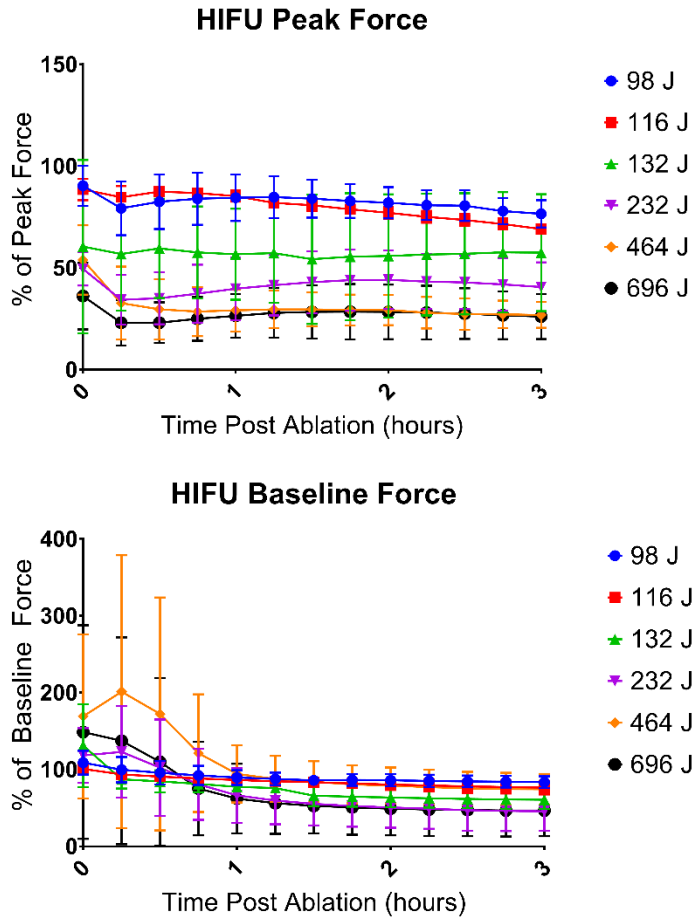 HIFU Peak Force
% of Peak Force
150
100
50
0
0
1
2
3
Time Post Ablation (hours)
98 J
116 J
132 J
232 J
464 J
696 J
HIFU Baseline Force
% of Baseline Force
400
300
200
100
0
0
1
2
3
Time Post Ablation (hours)
98 J
116 J
132 J
232 J
464 J
696 J